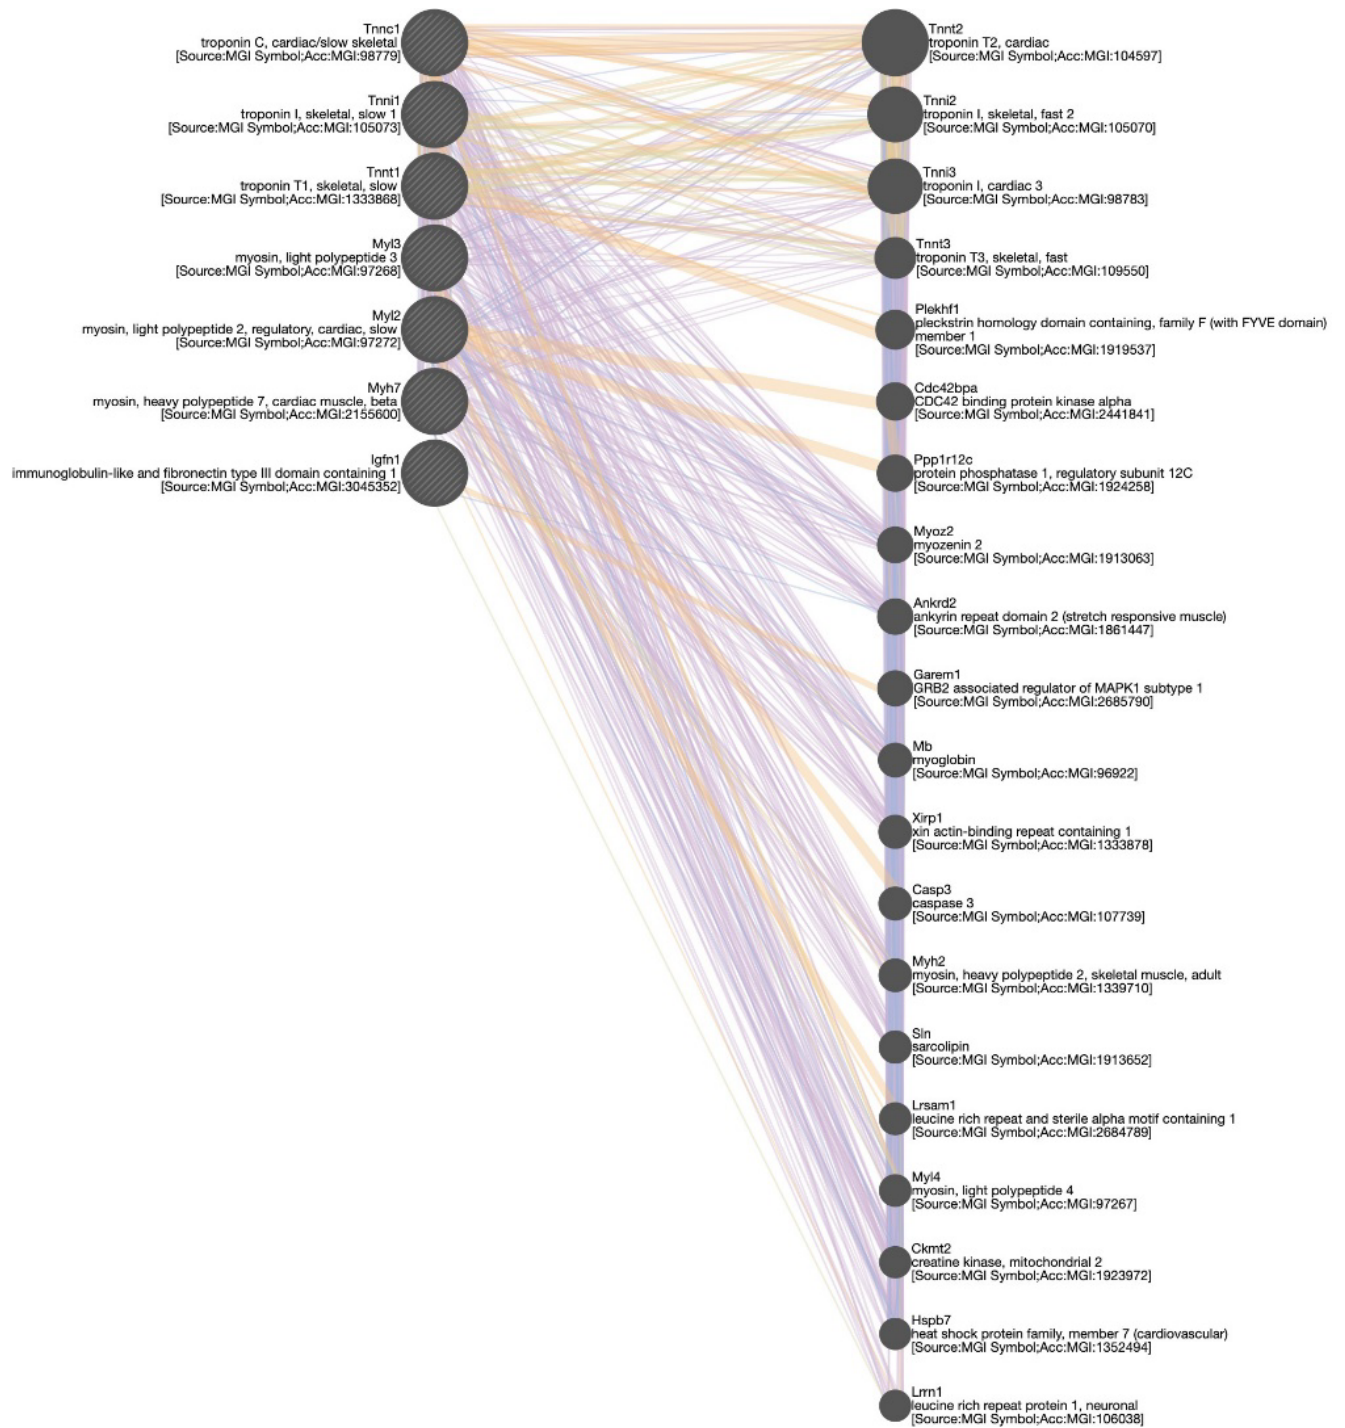 Tnnc1
troponin C, cardiac/slow skeletal
[Source:MGI Symbol;Acc:MGI:98779]
Tnni1
troponin I, skeletal, slow 1
[Source:MGI Symbol;Acc:MGI:105073]
Tnnt1
troponin T1, skeletal, slow
[Source:MGI Symbol;Acc:MGI:1333868]
Myl3
myosin, light polypeptide 3
[Source:MGI Symbol;Acc:MGI:97268]
Myl2
myosin, light polypeptide 2, regulatory, cardiac, slow
[Source:MGI Symbol;Acc:MGI:97272]
Myh7
myosin, heavy polypeptide 7, cardiac muscle, beta
[Source:MGI Symbol;Acc:MGI:2155600]
Igfn1
immunoglobulin-like and fibronectin type III domain containing 1
[Source:MGI Symbol;Acc:MGI:3045352]
Tnnt2
troponin T2, cardiac
[Source:MGI Symbol;Acc:MGI:104597]
Tnni2
troponin I, skeletal, fast 2
[Source:MGI Symbol;Acc:MGI:105070]
Tnni3
troponin I, cardiac 3
[Source:MGI Symbol;Acc:MGI:98783]
Tnnt3
troponin T3, skeletal, fast
[Source:MGI Symbol;Acc:MGI:109550]
Plekhf1
pleckstrin homology domain containing, family F (with FYVE domain)
member 1
[Source:MGI Symbol;Acc:MGI:1919537]
Cdc42bpa
CDC42 binding protein kinase alpha
[Source:MGI Symbol;Acc:MGI:2441841]
Ppp1r12c
protein phosphatase 1, regulatory subunit 12C
[Source:MGI Symbol;Acc:MGI:1924258]
Myoz2
myozenin 2
[Source:MGI Symbol;Acc:MGI:1913063]
Ankrd2
ankyrin repeat domain 2 (stretch responsive muscle)
[Source:MGI Symbol;Acc:MGI:1861447]
Garem1
GRB2 associated regulator of MAPK1 subtype 1
[Source:MGI Symbol;Acc:MGI:2685790]
Mb
myoglobin
[Source:MGI Symbol;Acc:MGI:96922]
Xirp1
xin actin-binding repeat containing 1
[Source:MGI Symbol;Acc:MGI:1333878]
Casp3
caspase 3
[Source:MGI Symbol;Acc:MGI:107739]
Myh2
myosin, heavy polypeptide 2, skeletal muscle, adult
[Source:MGI Symbol;Acc:MGI:1339710]
Sln
sarcolipin
[Source:MGI Symbol;Acc:MGI:1913652]
Lrsam1
leucine rich repeat and sterile alpha motif containing 1
[Source:MGI Symbol;Acc:MGI:2684789]
Myl4
myosin, light polypeptide 4
[Source:MGI Symbol;Acc:MGI:97267]
Ckmt2
creatine kinase, mitochondrial 2
[Source:MGI Symbol;Acc:MGI:1923972]
Hspb7
heat shock protein family, member 7 (cardiovascular)
[Source:MGI Symbol;Acc:MGI:1352494]
Lrrn1
leucine rich repeat protein 1, neuronal
[Source:MGI Symbol;Acc:MGI:106038]